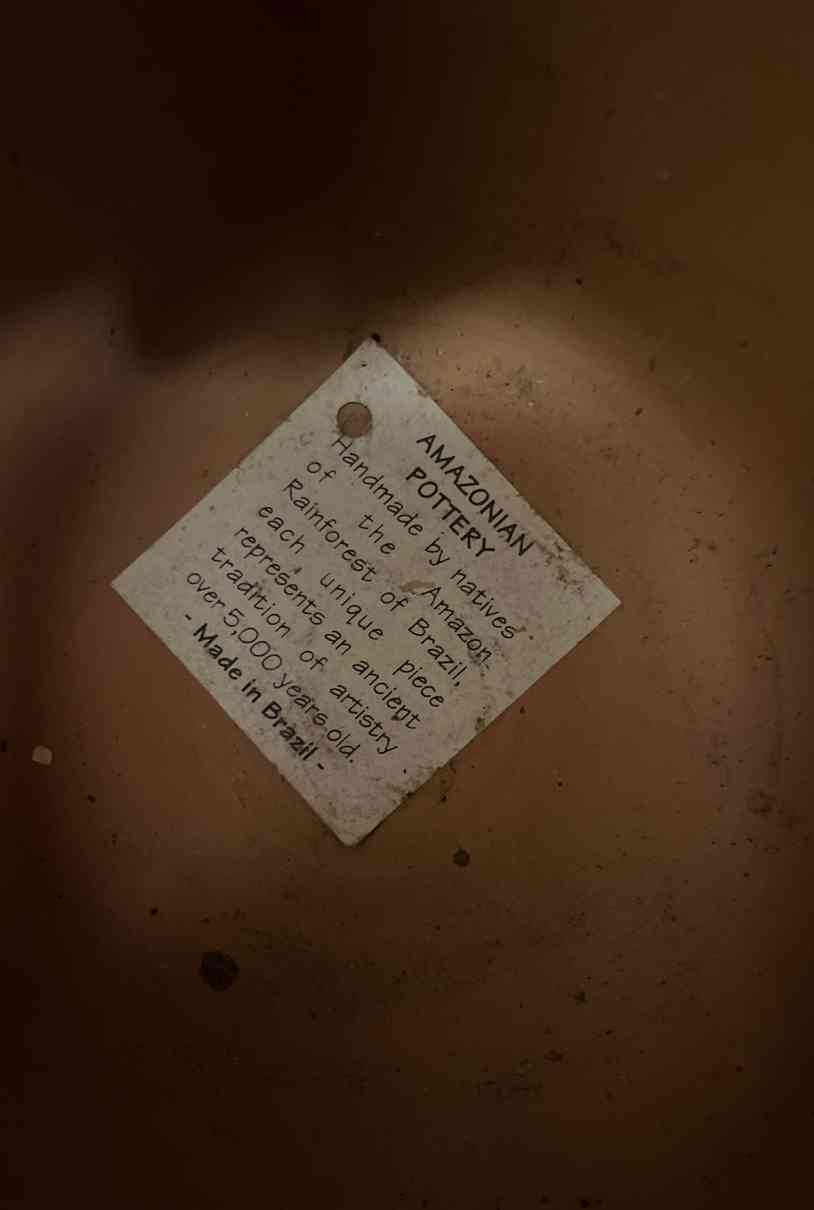 AMAZONIAN
POTTERY
Handmade by natives
of the Amazon
Rainforest of Brazil,
each unique piece
represents an ancient
tradition of artistry
over 5,000 years old.
- Made in Brazil -